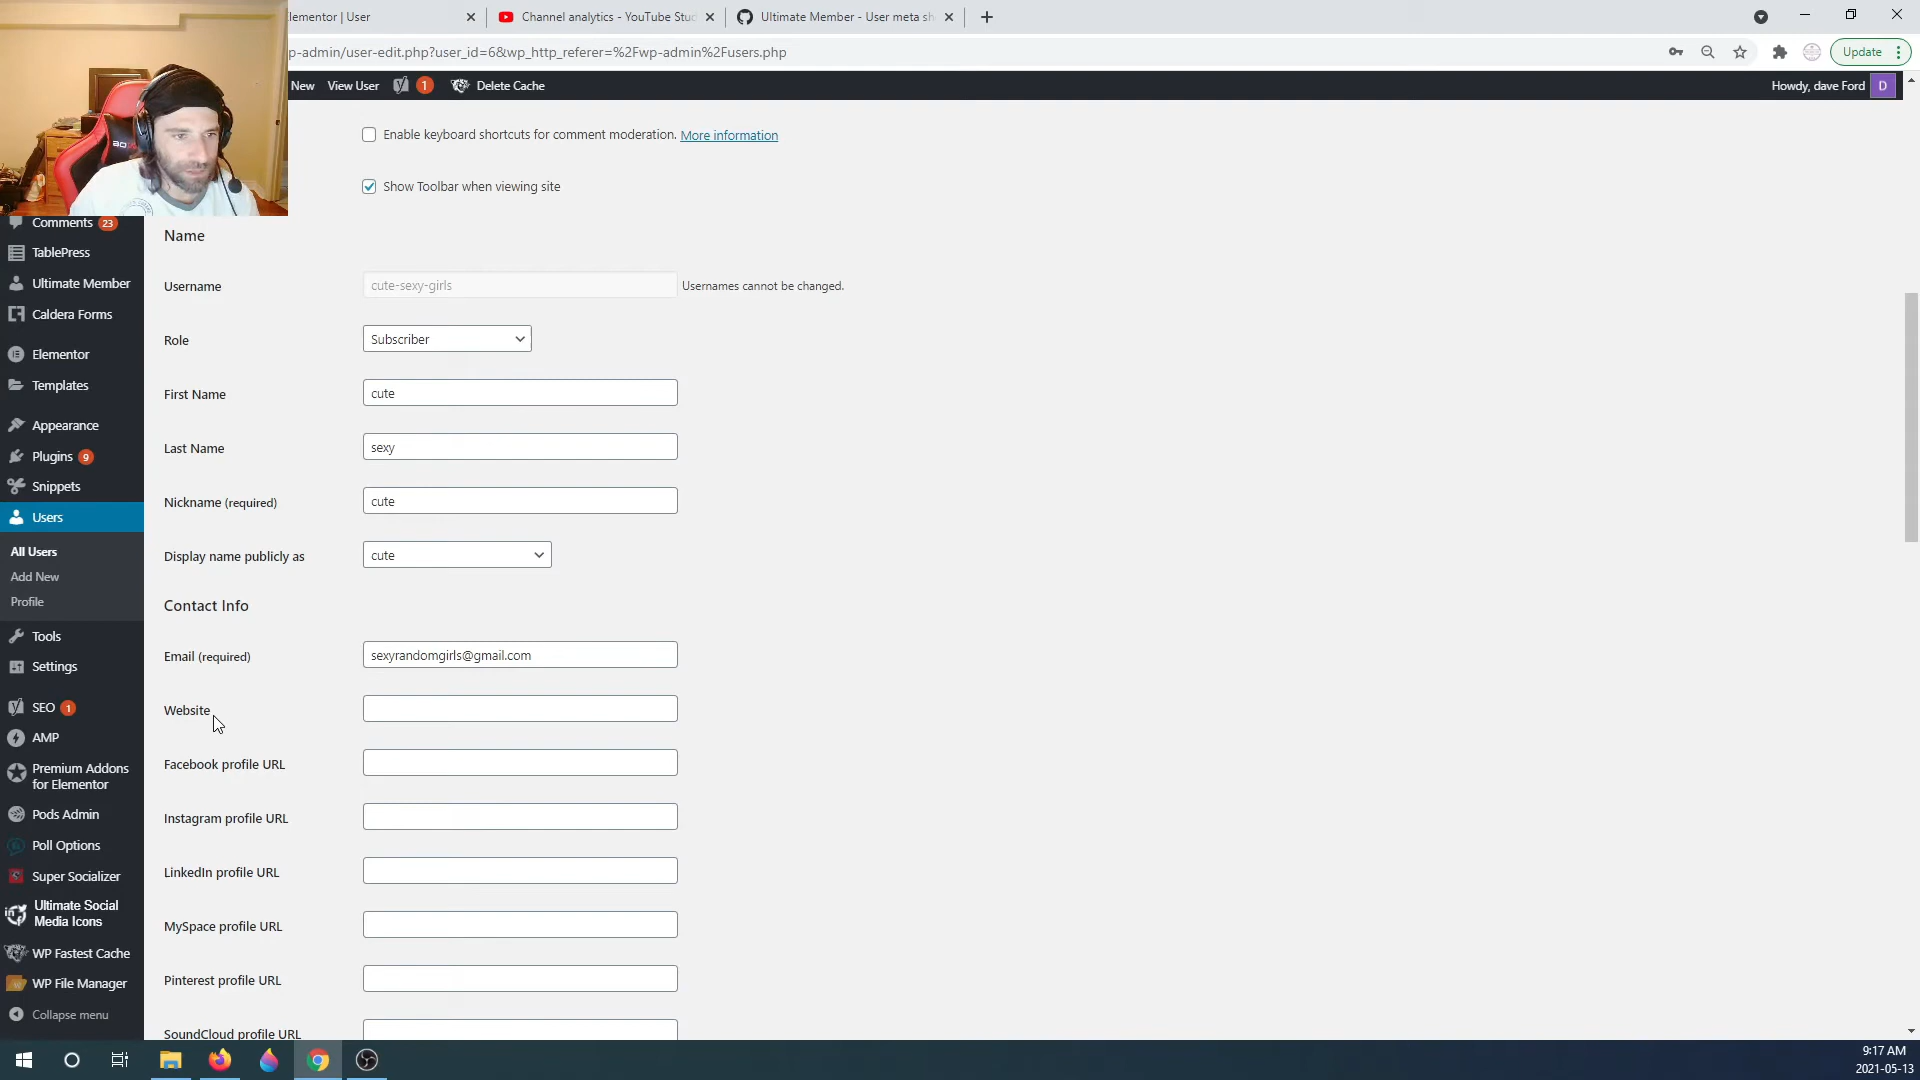 lementor | User
Channel analytics - YouTube Stud
Ultimate Member - User meta sh
p-admin/user-edit.php?user_id=6&wp_http_referer=%2Fwp-admin%2Fusers.php
Update
New
View User
1
Delete Cache
Howdy, dave Ford
D
Enable keyboard shortcuts for comment moderation. More information
Show Toolbar when viewing site
Comments 23
TablePress
Ultimate Member
Caldera Forms
Elementor
Templates
Appearance
Plugins 9
Snippets
Users
All Users
Add New
Profile
Tools
Settings
SEO 1
AMP
Premium Addons
for Elementor
Pods Admin
Poll Options
Super Socializer
Ultimate Social
Media Icons
WP Fastest Cache
WP File Manager
Collapse menu
Name
Username
cute-sexy-girls
Usernames cannot be changed.
Role
Subscriber
First Name
cute
Last Name
sexy
Nickname (required)
cute
Display name publicly as
cute
Contact Info
Email (required)
sexyrandomgirls@gmail.com
Website
Facebook profile URL
Instagram profile URL
LinkedIn profile URL
MySpace profile URL
Pinterest profile URL
SoundCloud profile URL
9:17 AM
2021-05-13